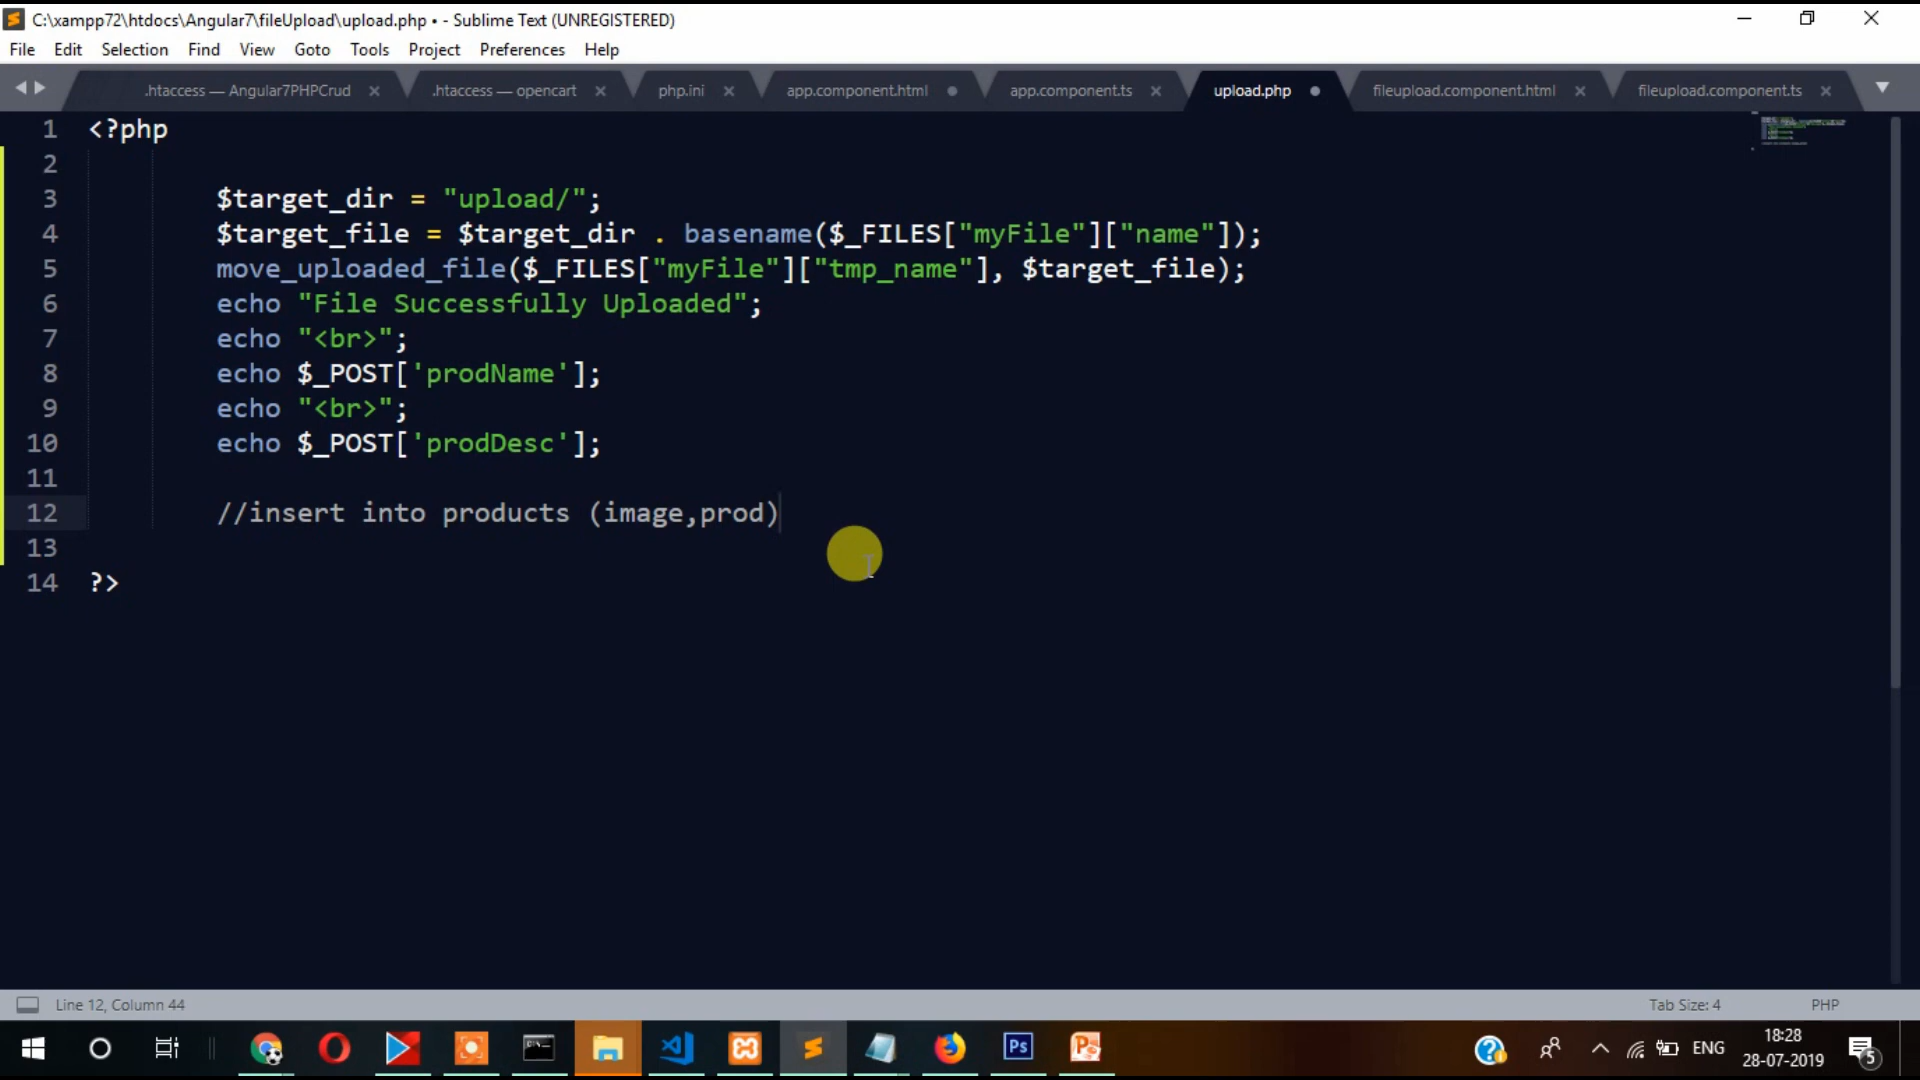 C:\xampp72\htdocs\Angular7\fileUpload\upload.php • - Sublime Text (UNREGISTERED)
File Edit Selection Find View Goto Tools Project Preferences Help
.htaccess — Angular7PHPCrud .htaccess — opencart php.ini app.component.html app.component.ts upload.php fileupload.component.html fileupload.component.ts
1 <?php
2
3 $target_dir = "upload/";
4 $target_file = $target_dir . basename($_FILES["myFile"]["name"]);
5 move_uploaded_file($_FILES["myFile"]["tmp_name"], $target_file);
6 echo "File Successfully Uploaded";
7 echo "<br>";
8 echo $_POST['prodName'];
9 echo "<br>";
10 echo $_POST['prodDesc'];
11
12 //insert into products (image,prod)
13
14 ?>
Line 12, Column 44 Tab Size: 4 PHP
ENG 18:28
28-07-2019
5
Ps